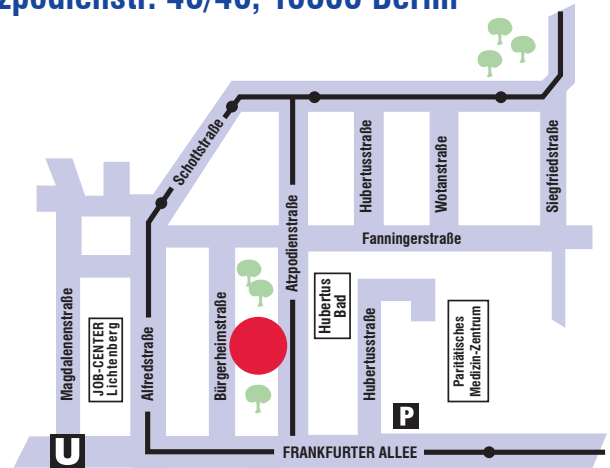 Schottstraße
Hubertusstraße
Wotanstraße
Siegfriedstraße
Atzpodienstraße
Fanningerstraße
Magdalenenstraße
JOB-CENTER
Lichtenberg
Alfredstraße
Bürgerheimstraße
Hubertus
Bad
Hubertusstraße
Paritätisches
Medizin-Zentrum
P
U
FRANKFURTER ALLEE